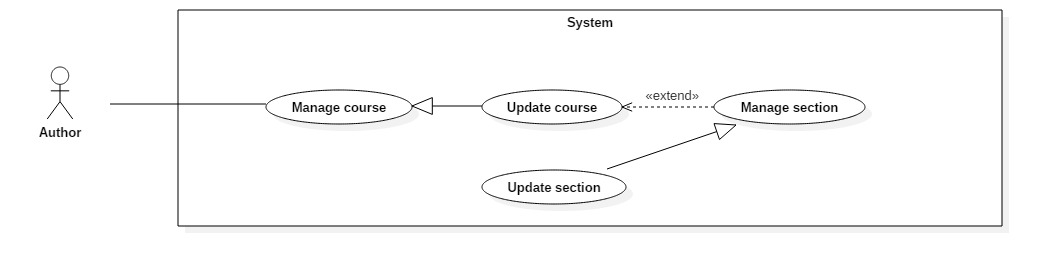 System
Author
Manage course
Update course
«extend»
Manage section
Update section